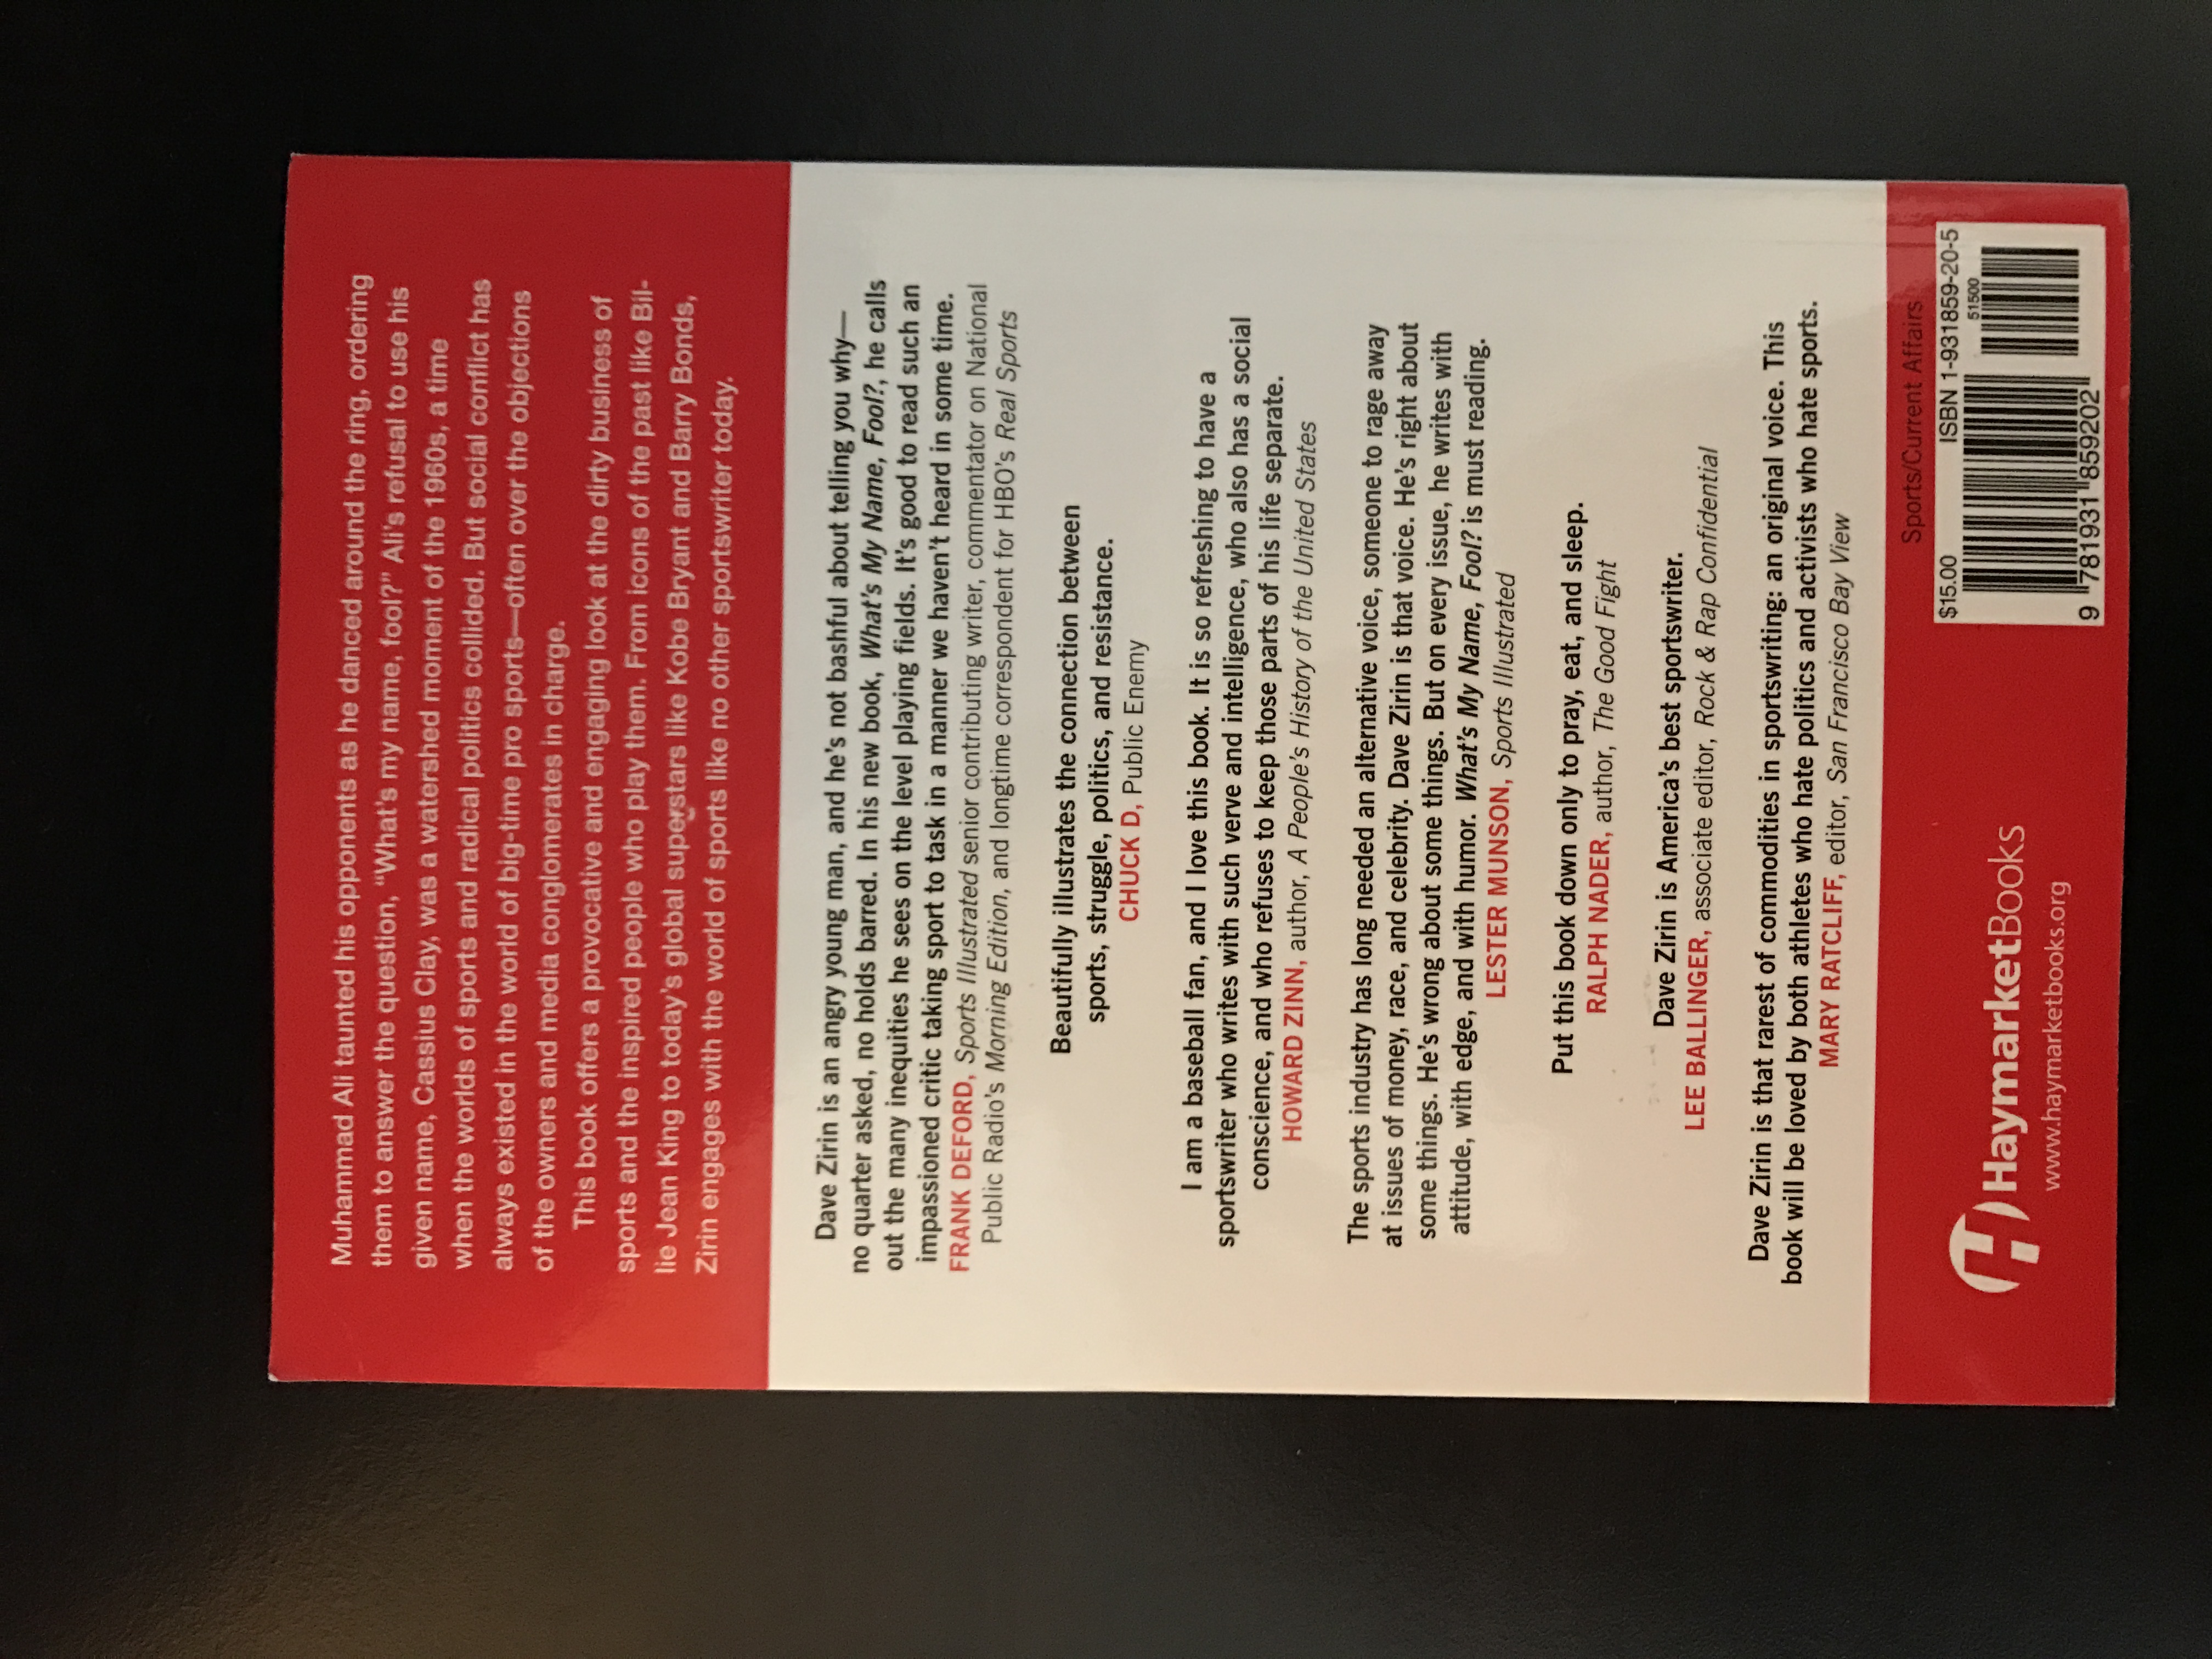 Muhammad Ali taunted his opponents as he danced around the ring, ordering
them to answer the question, "What's my name, fool?" Ali's refusal to use his
given name, Cassius Clay, was a watershed moment of the 1960s, a time
when the worlds of sports and radical politics collided. But social conflict has
always existed in the world of big-time pro sports—often over the objections
of the owners and media conglomerates in charge.
This book offers a provocative and engaging look at the dirty business of
sports and the inspired people who play them. From icons of the past like Bil-
lie Jean King to today's global superstars like Kobe Bryant and Barry Bonds,
Zirin engages with the world of sports like no other sportswriter today.
Dave Zirin is an angry young man, and he's not bashful about telling you why—
no quarter asked, no holds barred. In his new book, What's My Name, Fool?, he calls
out the many inequities he sees on the level playing fields. It's good to read such an
impassioned critic taking sport to task in a manner we haven't heard in some time.
FRANK DEFORD, Sports Illustrated senior contributing writer, commentator on National
Public Radio's Morning Edition, and longtime correspondent for HBO's Real Sports
Beautifully illustrates the connection between
sports, struggle, politics, and resistance.
CHUCK D, Public Enemy
I am a baseball fan, and I love this book. It is so refreshing to have a
sportswriter who writes with such verve and intelligence, who also has a social
conscience, and who refuses to keep those parts of his life separate.
HOWARD ZINN, author, A People's History of the United States
The sports industry has long needed an alternative voice, someone to rage away
at issues of money, race, and celebrity. Dave Zirin is that voice. He's right about
some things. He's wrong about some things. But on every issue, he writes with
attitude, with edge, and with humor. What's My Name, Fool? is must reading.
LESTER MUNSON, Sports Illustrated
Put this book down only to pray, eat, and sleep.
RALPH NADER, author, The Good Fight
Dave Zirin is America's best sportswriter.
LEE BALLINGER, associate editor, Rock & Rap Confidential
Dave Zirin is that rarest of commodities in sportswriting: an original voice. This
book will be loved by both athletes who hate politics and activists who hate sports.
MARY RATCLIFF, editor, San Francisco Bay View
Sports/Current Affairs
HaymarketBooks
www.haymarketbooks.org
$15.00 ISBN 1-931859-20-5
51500
9 781931 859202